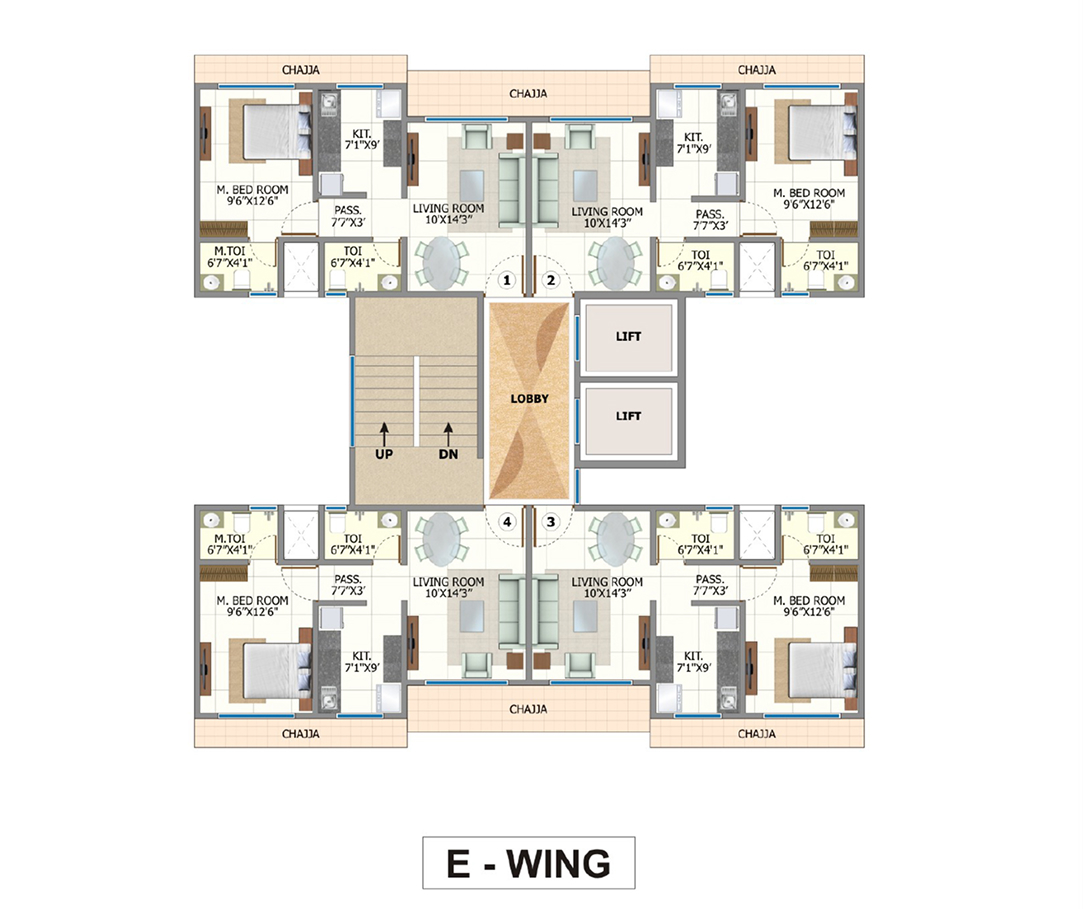 CHAJJA
CHAJJA
CHAJJA
KIT.
7'1"X9'
KIT.
7'1"X9'
M. BED ROOM
9'6"X12'6"
PASS.
7'7"X3'
LIVING ROOM
10'X14'3"
LIVING ROOM
10'X14'3"
PASS.
7'7"X3'
M. BED ROOM
9'6"X12'6"
M.TOI
6'7"X4'1"
TOI
6'7"X4'1"
TOI
6'7"X4'1"
TOI
6'7"X4'1"
1
2
LIFT
LOBBY
LIFT
UP
DN
4
3
M.TOI
6'7"X4'1"
TOI
6'7"X4'1"
TOI
6'7"X4'1"
TOI
6'7"X4'1"
PASS.
7'7"X3'
LIVING ROOM
10'X14'3"
LIVING ROOM
10'X14'3"
PASS.
7'7"X3'
M. BED ROOM
9'6"X12'6"
M. BED ROOM
9'6"X12'6"
KIT.
7'1"X9'
KIT.
7'1"X9'
CHAJJA
CHAJJA
CHAJJA
E - WING